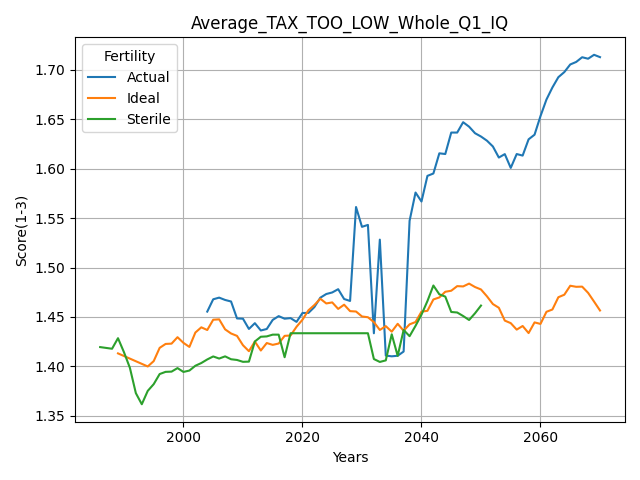 Average_TAX_TOO_LOW_Whole_Q1_IQ
Fertility
Actual
Ideal
Sterile
Score(1-3)
1.70
1.65
1.60
1.55
1.50
1.45
1.40
1.35
2000
2020
2040
2060
Years